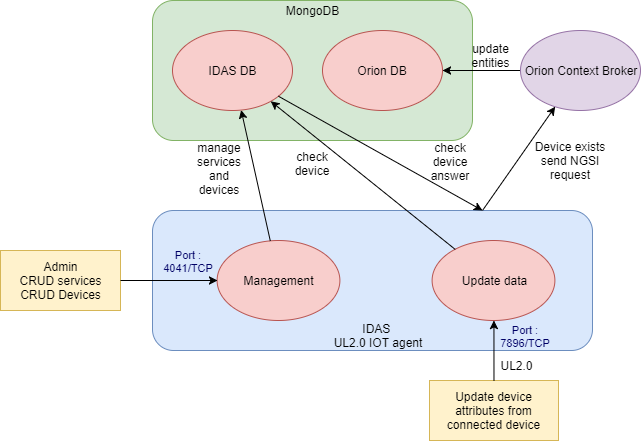 MongoDB
IDAS DB
Orion DB
update
entities
Orion Context Broker
manage
services
and
devices
check
device
check
device
answer
Device exists
send NGSI
request
Admin
CRUD services
CRUD Devices
Port :
4041/TCP
Management
Update data
IDAS
UL2.0 IOT agent
Port :
7896/TCP
UL2.0
Update device
attributes from
connected device